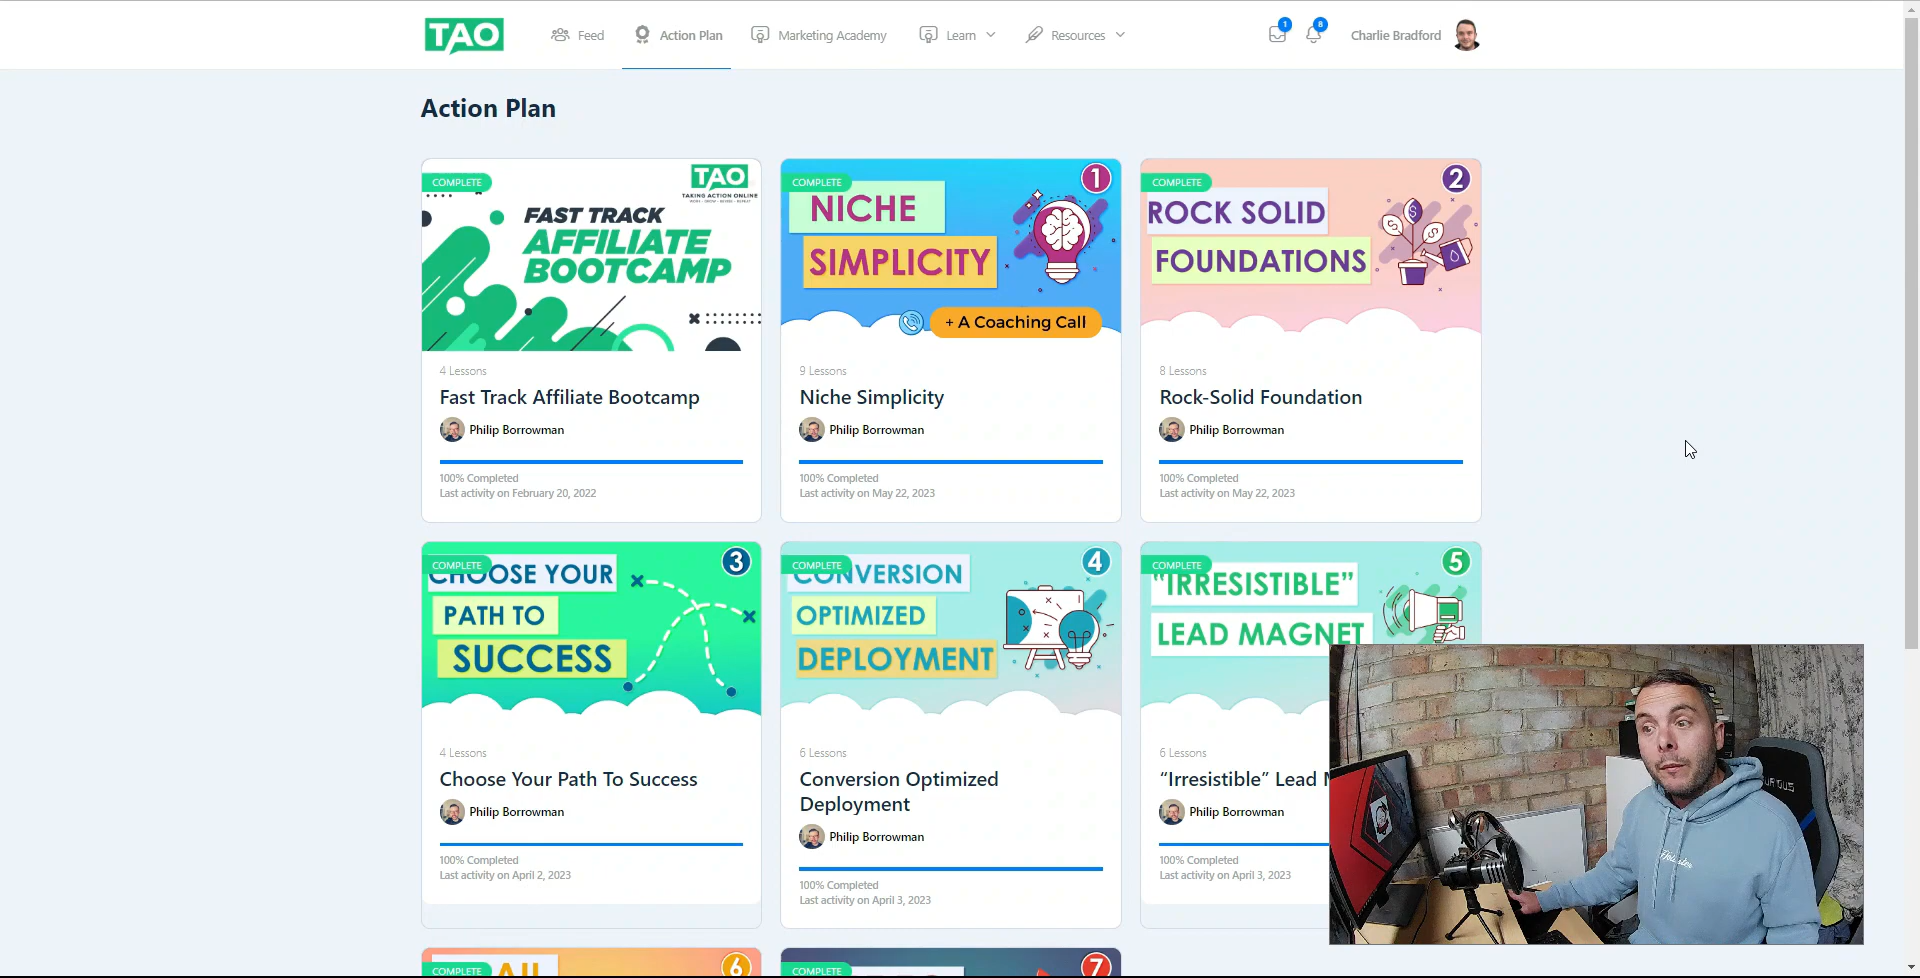 TAO
Feed
Action Plan
Marketing Academy
Learn
Resources
1
8
Charlie Bradford
Action Plan
COMPLETE
TAO
TAKING ACTION ONLINE
FAST TRACK
AFFILIATE
BOOTCAMP
4 Lessons
Fast Track Affiliate Bootcamp
Philip Borrowman
100% Completed
Last activity on February 20, 2022
COMPLETE
1
NICHE
SIMPLICITY
+ A Coaching Call
9 Lessons
Niche Simplicity
Philip Borrowman
100% Completed
Last activity on May 22, 2023
COMPLETE
2
ROCK SOLID
FOUNDATIONS
8 Lessons
Rock-Solid Foundation
Philip Borrowman
100% Completed
Last activity on May 22, 2023
COMPLETE
3
CHOOSE YOUR
PATH TO
SUCCESS
4 Lessons
Choose Your Path To Success
Philip Borrowman
100% Completed
Last activity on April 2, 2023
COMPLETE
4
CONVERSION
OPTIMIZED
DEPLOYMENT
6 Lessons
Conversion Optimized
Deployment
Philip Borrowman
100% Completed
Last activity on April 3, 2023
COMPLETE
5
“IRRESISTIBLE”
LEAD MAGNET
6 Lessons
“Irresistible” Lead
Philip Borrowman
100% Completed
Last activity on April 3, 2023
Hollister
COMPLETE
ALL
6
COMPLETE
7